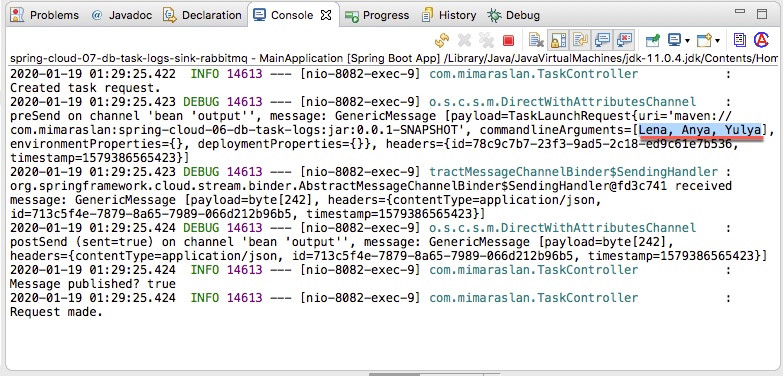 Problems Javadoc Declaration Console Progress History Debug
spring-cloud-07-db-task-logs-sink-rabbitmq - MainApplication [Spring Boot App] /Library/Java/JavaVirtualMachines/jdk-11.0.4.jdk/Contents/Hom
2020-01-19 01:29:25.422  INFO 14613 --- [nio-8082-exec-9] com.mimaraslan.TaskController            :
Created task request.
2020-01-19 01:29:25.423 DEBUG 14613 --- [nio-8082-exec-9] o.s.c.s.m.DirectWithAttributesChannel    :
preSend on channel 'bean 'output'', message: GenericMessage [payload=TaskLaunchRequest{uri='maven://
com.mimaraslan:spring-cloud-06-db-task-logs:jar:0.0.1-SNAPSHOT', commandlineArguments=[Lena, Anya, Yulya],
environmentProperties={}, deploymentProperties={}}, headers={id=78c9c7b7-23f3-9ad5-2c18-ed9c61e7b536,
timestamp=1579386565423}]
2020-01-19 01:29:25.423 DEBUG 14613 --- [nio-8082-exec-9] tractMessageChannelBinder$SendingHandler :
org.springframework.cloud.stream.binder.AbstractMessageChannelBinder$SendingHandler@fd3c741 received
message: GenericMessage [payload=byte[242], headers={contentType=application/json,
id=713c5f4e-7879-8a65-7989-066d212b96b5, timestamp=1579386565423}]
2020-01-19 01:29:25.424 DEBUG 14613 --- [nio-8082-exec-9] o.s.c.s.m.DirectWithAttributesChannel    :
postSend (sent=true) on channel 'bean 'output'', message: GenericMessage [payload=byte[242],
headers={contentType=application/json, id=713c5f4e-7879-8a65-7989-066d212b96b5, timestamp=1579386565423}]
2020-01-19 01:29:25.424  INFO 14613 --- [nio-8082-exec-9] com.mimaraslan.TaskController            :
Message published? true
2020-01-19 01:29:25.424  INFO 14613 --- [nio-8082-exec-9] com.mimaraslan.TaskController            :
Request made.